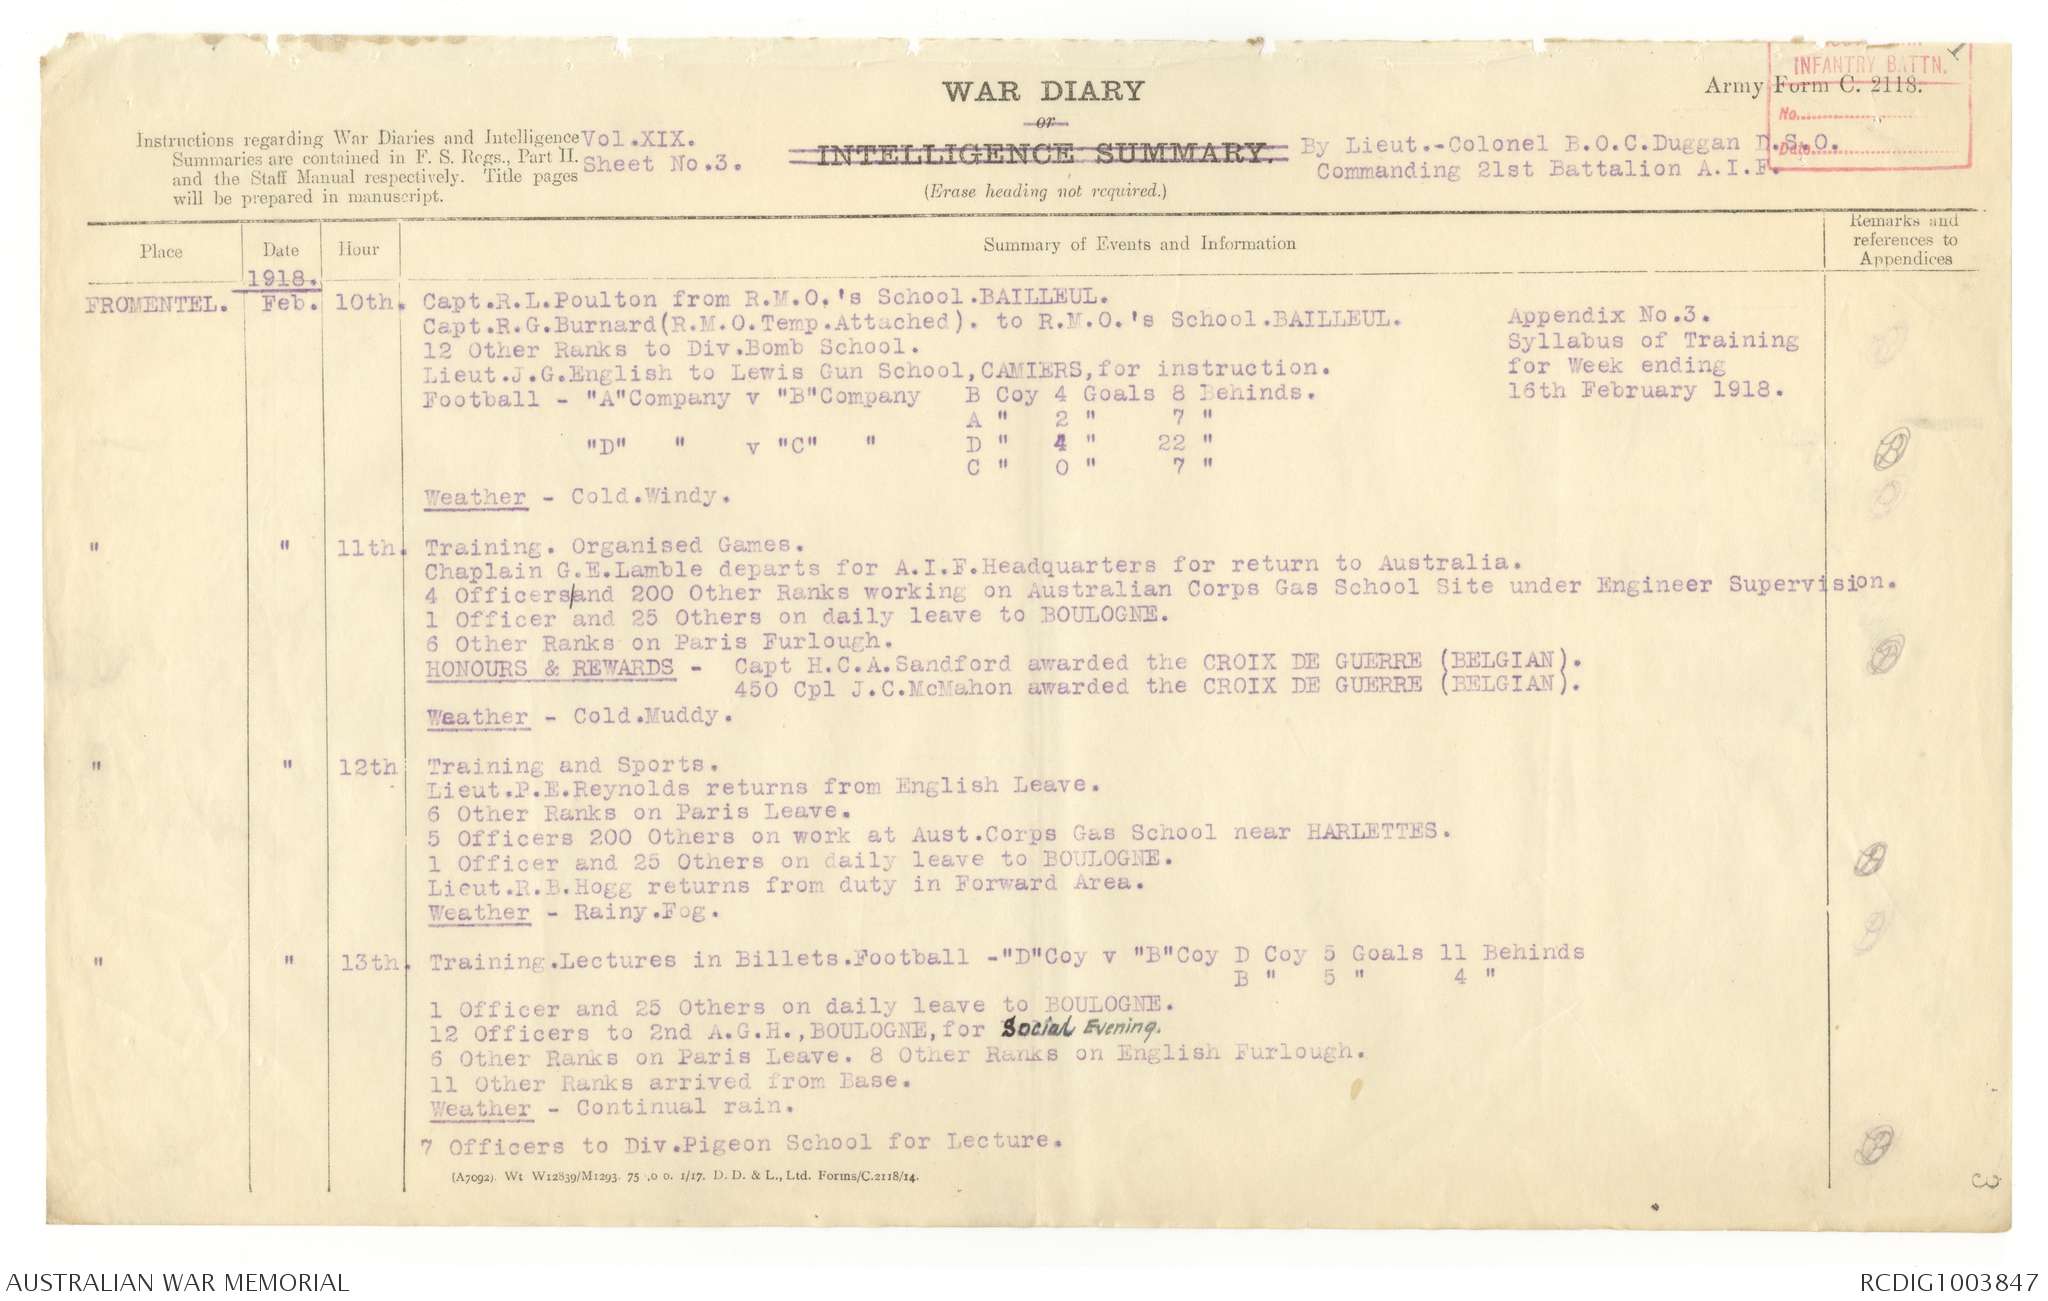 WAR DIARY
or
INTELLIGENCE SUMMARY.
(Erase heading not required.)
Army Form C. 2118.
INFANTRY BATTN.
No.
Date
Instructions regarding War Diaries and Intelligence
Summaries are contained in F. S. Regs., Part II.
and the Staff Manual respectively. Title pages
will be prepared in manuscript.
Vol.XIX.
Sheet No.3.
By Lieut.-Colonel B.O.C.Duggan D.S.O.
Commanding 21st Battalion A.I.F.
Place Date Hour Summary of Events and Information Remarks and references to Appendices
1918.
FROMENTEL. Feb. 10th. Capt.R.L.Poulton from R.M.O.'s School.BAILLEUL.
Capt.R.G.Burnard(R.M.O.Temp.Attached). to R.M.O.'s School.BAILLEUL.
12 Other Ranks to Div.Bomb School.
Lieut.J.G.English to Lewis Gun School,CAMIERS,for instruction.
Football - "A"Company v "B"Company B Coy 4 Goals 8 Behinds.
A " 2 " 7 "
"D" " v "C" " D " 4 " 22 "
C " 0 " 7 "
Weather - Cold.Windy.
Appendix No.3.
Syllabus of Training
for Week ending
16th February 1918.
" " 11th. Training. Organised Games.
Chaplain G.E.Lamble departs for A.I.F.Headquarters for return to Australia.
4 Officers/and 200 Other Ranks working on Australian Corps Gas School Site under Engineer Supervision.
1 Officer and 25 Others on daily leave to BOULOGNE.
6 Other Ranks on Paris Furlough.
HONOURS & REWARDS - Capt H.C.A.Sandford awarded the CROIX DE GUERRE (BELGIAN).
450 Cpl J.C.McMahon awarded the CROIX DE GUERRE (BELGIAN).
Weather - Cold.Muddy.
" " 12th Training and Sports.
Lieut.P.E.Reynolds returns from English Leave.
6 Other Ranks on Paris Leave.
5 Officers 200 Others on work at Aust.Corps Gas School near HARLETTES.
1 Officer and 25 Others on daily leave to BOULOGNE.
Lieut.R.B.Hogg returns from duty in Forward Area.
Weather - Rainy.Fog.
" " 13th. Training.Lectures in Billets.Football -"D"Coy v "B"Coy D Coy 5 Goals 11 Behinds
B " 5 " 4 "
1 Officer and 25 Others on daily leave to BOULOGNE.
12 Officers to 2nd A.G.H.,BOULOGNE,for Social Evening.
6 Other Ranks on Paris Leave. 8 Other Ranks on English Furlough.
11 Other Ranks arrived from Base.
Weather - Continual rain.
7 Officers to Div.Pigeon School for Lecture.
(A7092). Wt W12839/M1293. 75 ,0 0. 1/17. D. D. & L., Ltd. Forms/C.2118/14.
3
AUSTRALIAN WAR MEMORIAL
RCDIG1003847